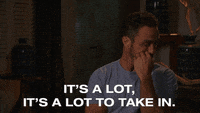 IT'S A LOT,
IT'S A LOT TO TAKE IN.